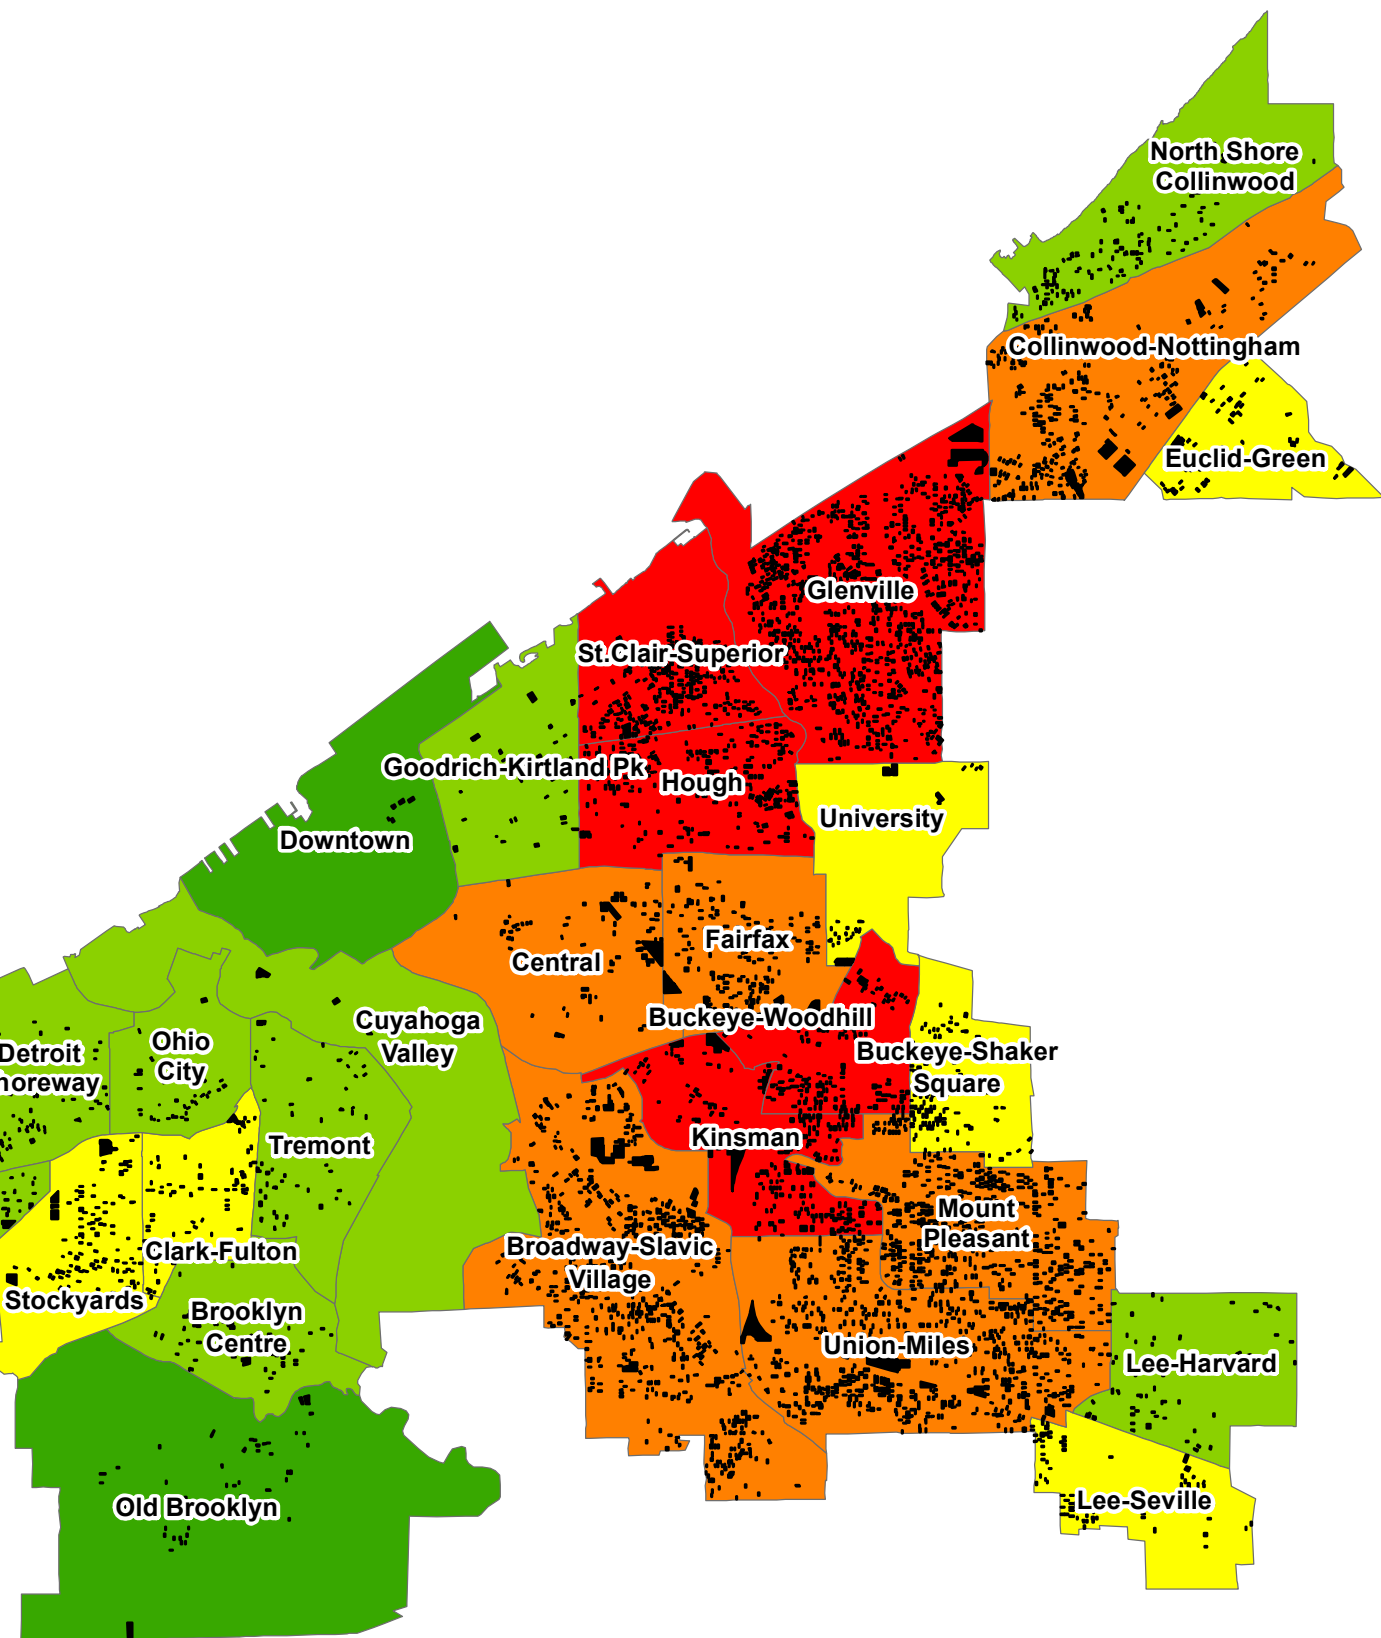 North Shore
Collinwood
Collinwood-Nottingham
Euclid-Green
Glenville
St.Clair-Superior
Goodrich-Kirtland Pk
Hough
University
Downtown
Fairfax
Central
Buckeye-Woodhill
Cuyahoga
Valley
Ohio
City
Detroit
horeway
Buckeye-Shaker
Square
Kinsman
Tremont
Mount
Pleasant
Clark-Fulton
Broadway-Slavic
Village
Stockyards
Brooklyn
Centre
Union-Miles
Lee-Harvard
Old Brooklyn
Lee-Seville